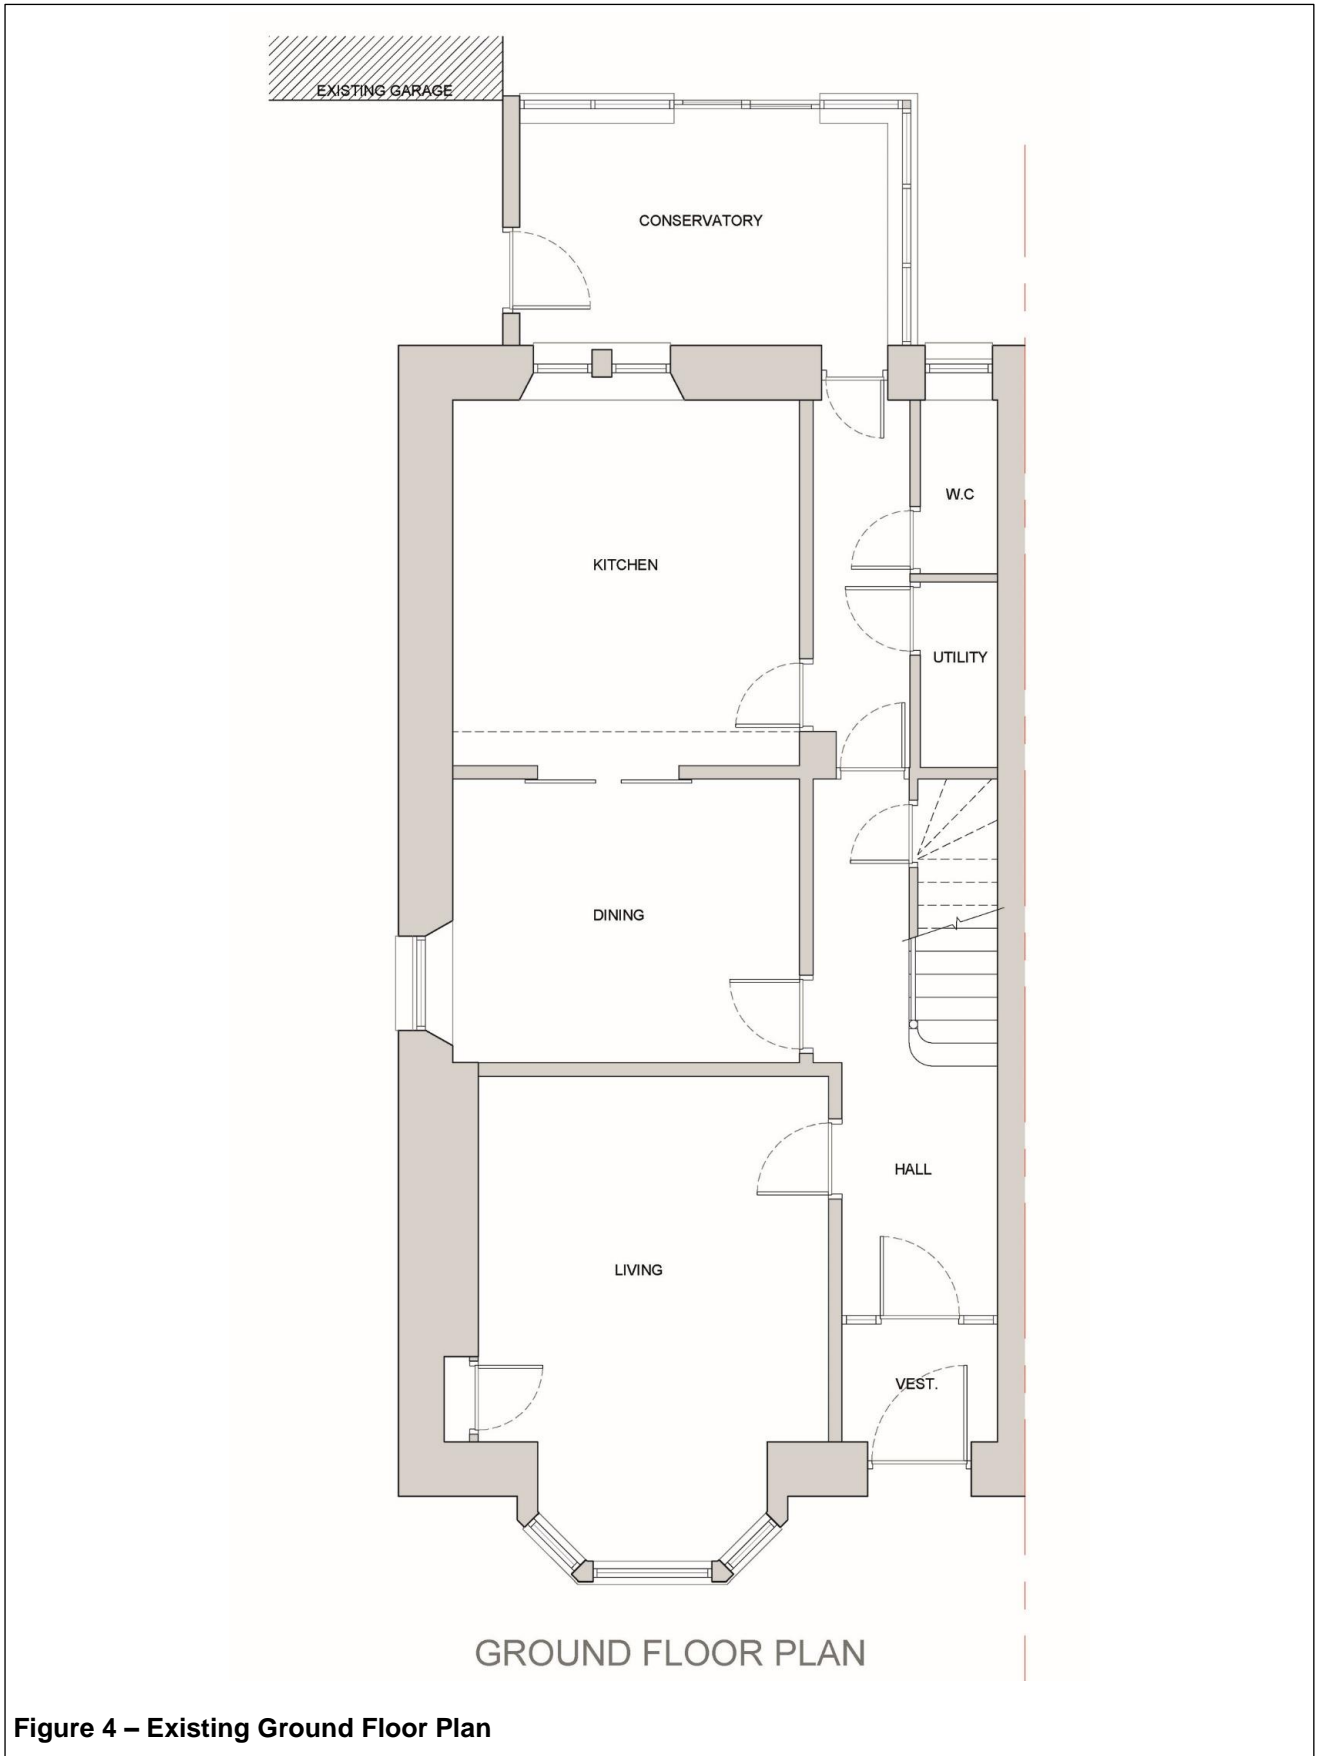 EXISTING GARAGE
CONSERVATORY
W.C
KITCHEN
UTILITY
DINING
HALL
LIVING
VEST.
GROUND FLOOR PLAN
Figure 4 – Existing Ground Floor Plan